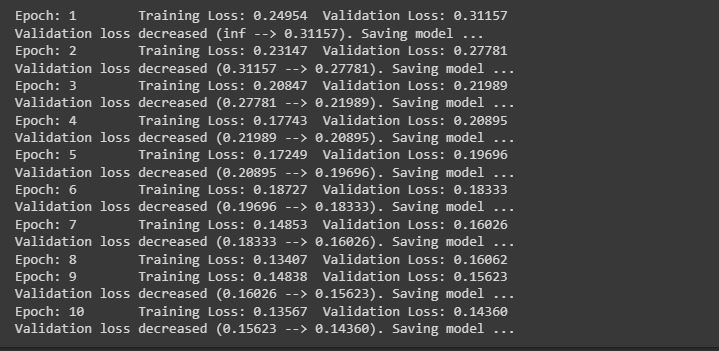 Epoch: 1        Training Loss: 0.24954  Validation Loss: 0.31157
Validation loss decreased (inf --> 0.31157). Saving model ...
Epoch: 2        Training Loss: 0.23147  Validation Loss: 0.27781
Validation loss decreased (0.31157 --> 0.27781). Saving model ...
Epoch: 3        Training Loss: 0.20847  Validation Loss: 0.21989
Validation loss decreased (0.27781 --> 0.21989). Saving model ...
Epoch: 4        Training Loss: 0.17743  Validation Loss: 0.20895
Validation loss decreased (0.21989 --> 0.20895). Saving model ...
Epoch: 5        Training Loss: 0.17249  Validation Loss: 0.19696
Validation loss decreased (0.20895 --> 0.19696). Saving model ...
Epoch: 6        Training Loss: 0.18727  Validation Loss: 0.18333
Validation loss decreased (0.19696 --> 0.18333). Saving model ...
Epoch: 7        Training Loss: 0.14853  Validation Loss: 0.16026
Validation loss decreased (0.18333 --> 0.16026). Saving model ...
Epoch: 8        Training Loss: 0.13407  Validation Loss: 0.16062
Epoch: 9        Training Loss: 0.14838  Validation Loss: 0.15623
Validation loss decreased (0.16026 --> 0.15623). Saving model ...
Epoch: 10       Training Loss: 0.13567  Validation Loss: 0.14360
Validation loss decreased (0.15623 --> 0.14360). Saving model ...